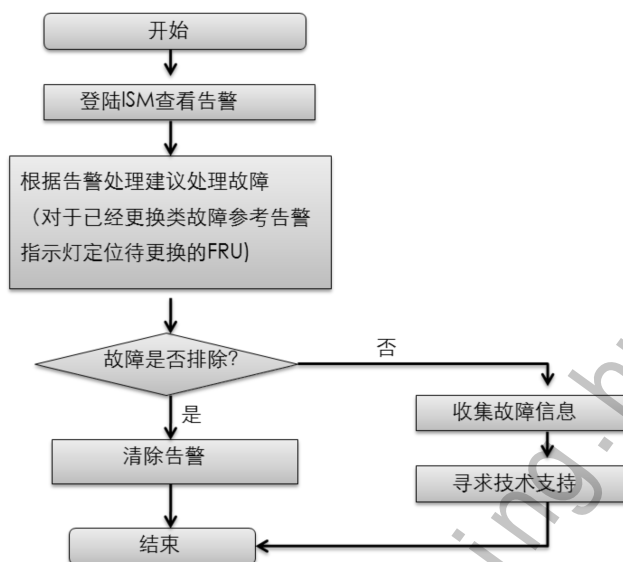 开始
登陆ISM查看告警
根据告警处理建议处理故障
（对于已经更换类故障参考告警
指示灯定位待更换的FRU)
故障是否排除?
否
是
收集故障信息
清除告警
寻求技术支持
结束
ning.h